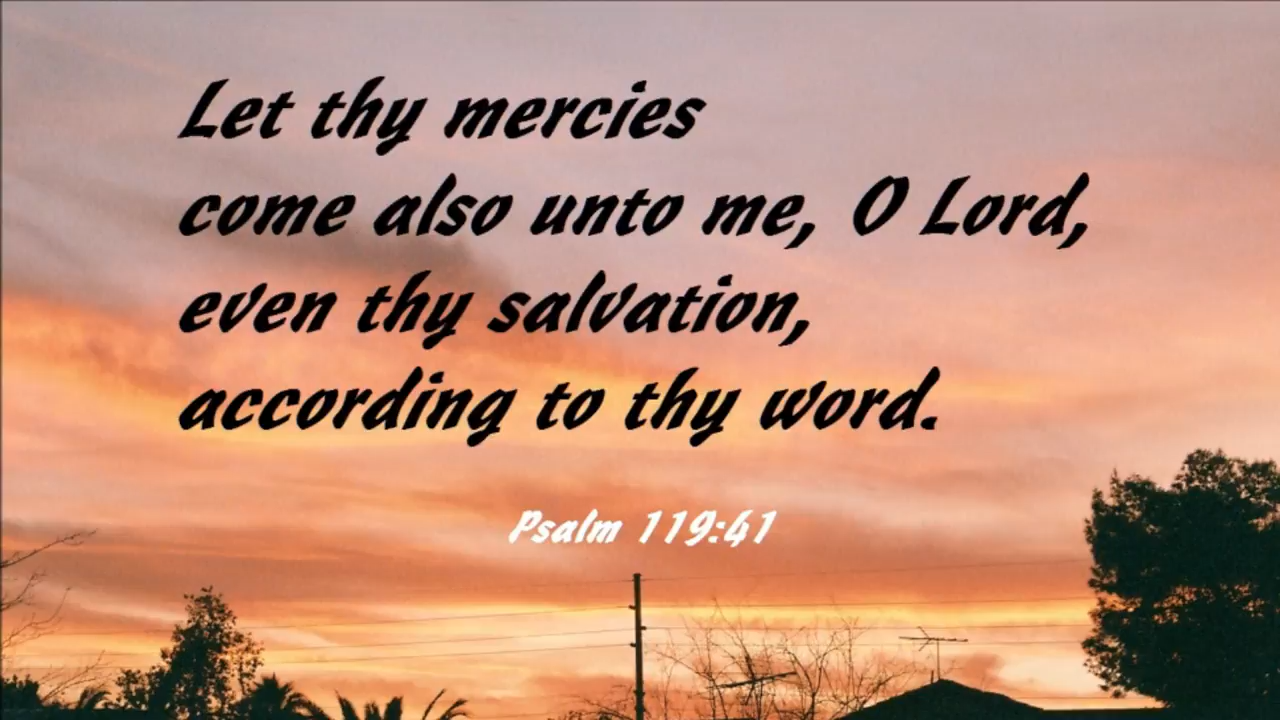 Let thy mercies
come also unto me, O Lord,
even thy salvation,
according to thy word.
Psalm 119:41